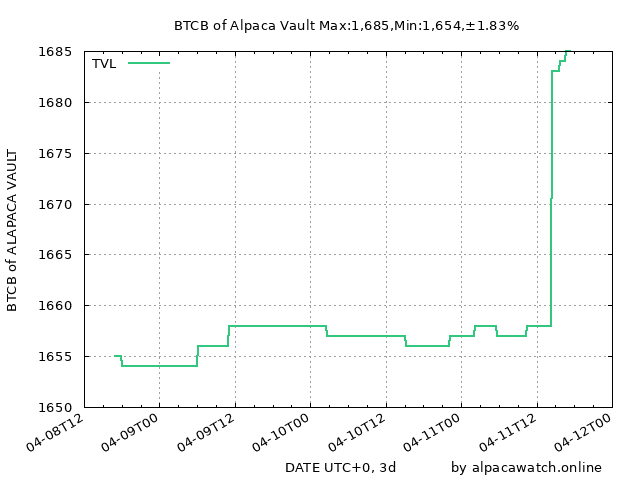 BTCB of Alpaca Vault Max:1,685,Min:1,654,±1.83%
TVL
1685
1680
1675
1670
1665
1660
1655
1650
BTCB of ALAPACA VAULT
04-08T12
04-09T00
04-09T12
04-10T00
04-10T12
04-11T00
04-11T12
04-12T00
DATE UTC+0, 3d
by alpacawatch.online